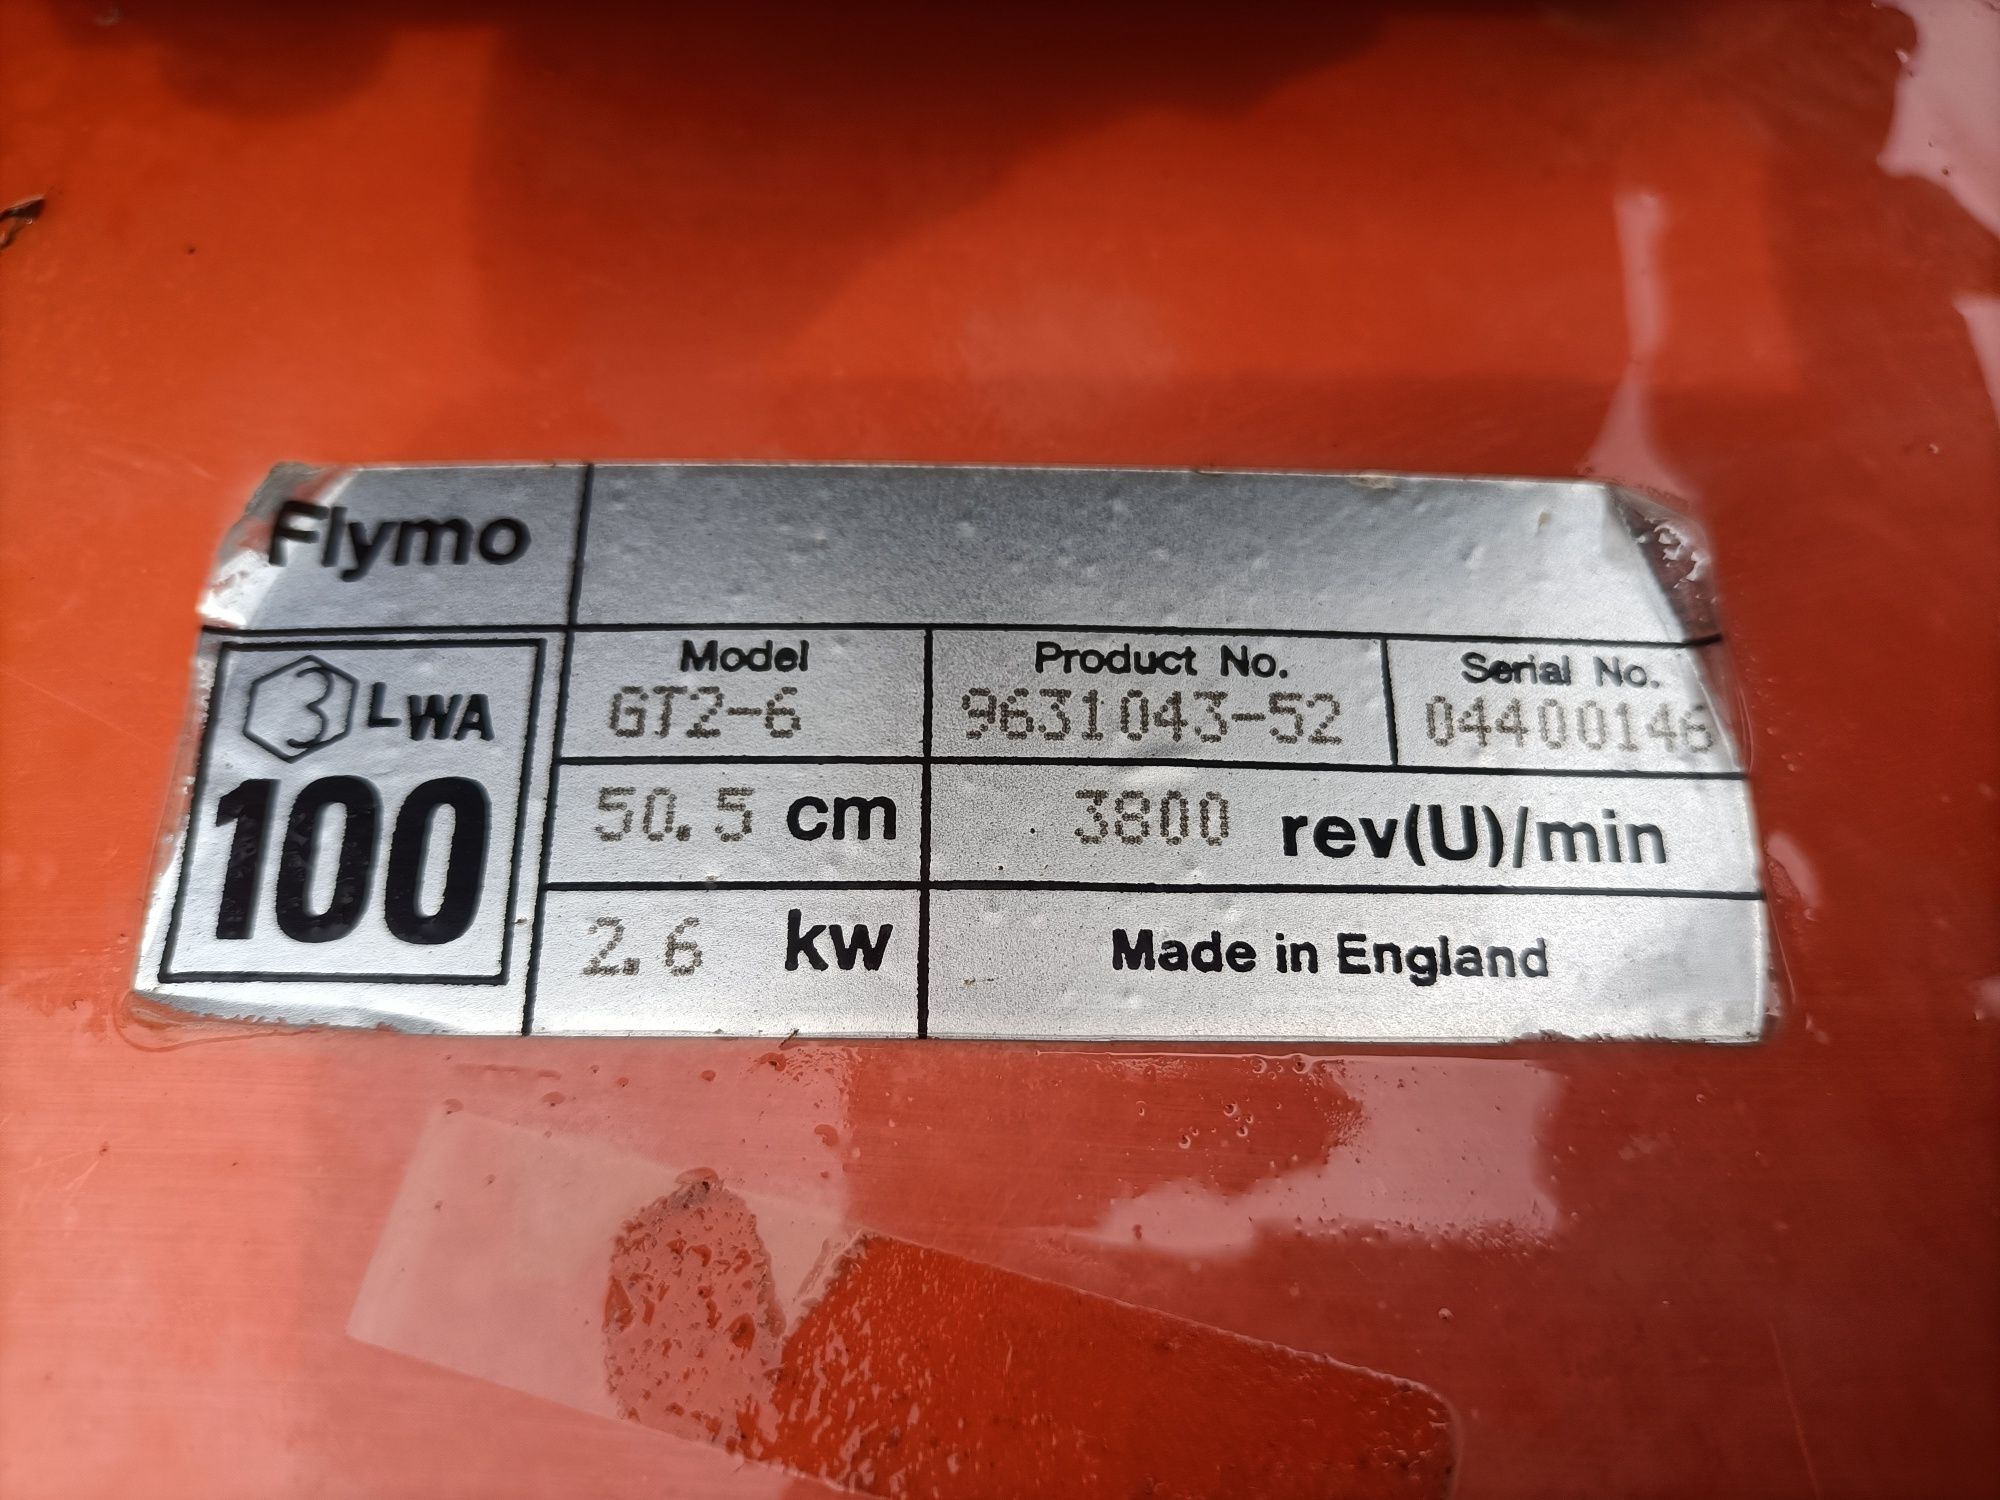 Flymo
3 LWA
100
Model
GT2-6
Product No.
9631043-52
Serial No.
04400146
50.5 cm
3800 rev(U)/min
2.6 kW
Made in England